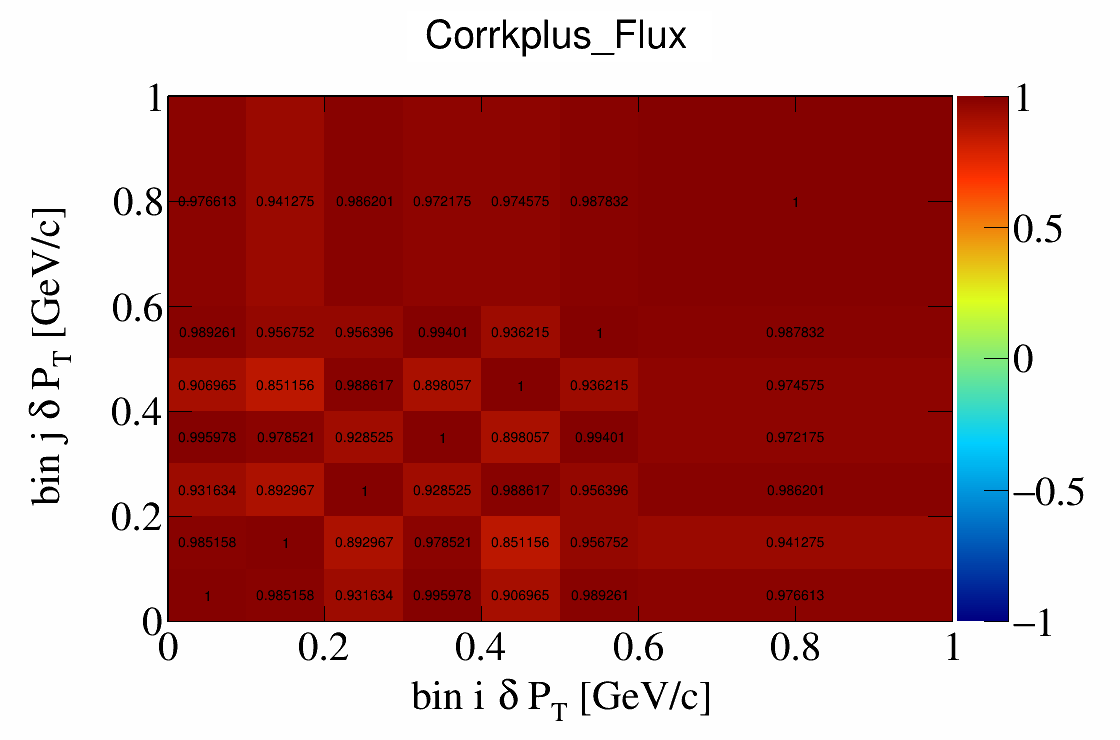 Corrkplus_Flux
1
0.8
0.6
0.4
0.2
0
bin j δ P_T [GeV/c]
0.976613 0.941275 0.986201 0.972175 0.974575 0.987832 1
0.989261 0.956752 0.956396 0.99401 0.936215 1 0.987832
0.906965 0.851156 0.988617 0.898057 1 0.936215 0.974575
0.995978 0.978521 0.928525 1 0.898057 0.99401 0.972175
0.931634 0.892967 1 0.928525 0.988617 0.956396 0.986201
0.985158 1 0.892967 0.978521 0.851156 0.956752 0.941275
1 0.985158 0.931634 0.995978 0.906965 0.989261 0.976613
0 0.2 0.4 0.6 0.8 1
bin i δ P_T [GeV/c]
1
0.5
0
−0.5
−1